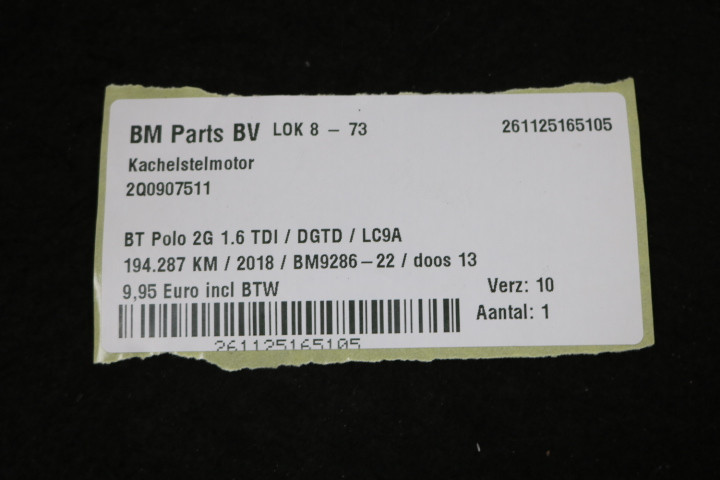 BM Parts BV LOK 8 - 73 261125165105
Kachelstelmotor
2Q0907511
BT Polo 2G 1.6 TDI / DGTD / LC9A
194.287 KM / 2018 / BM9286-22 / doos 13
9,95 Euro incl BTW Verz: 10
Aantal: 1
261125165105